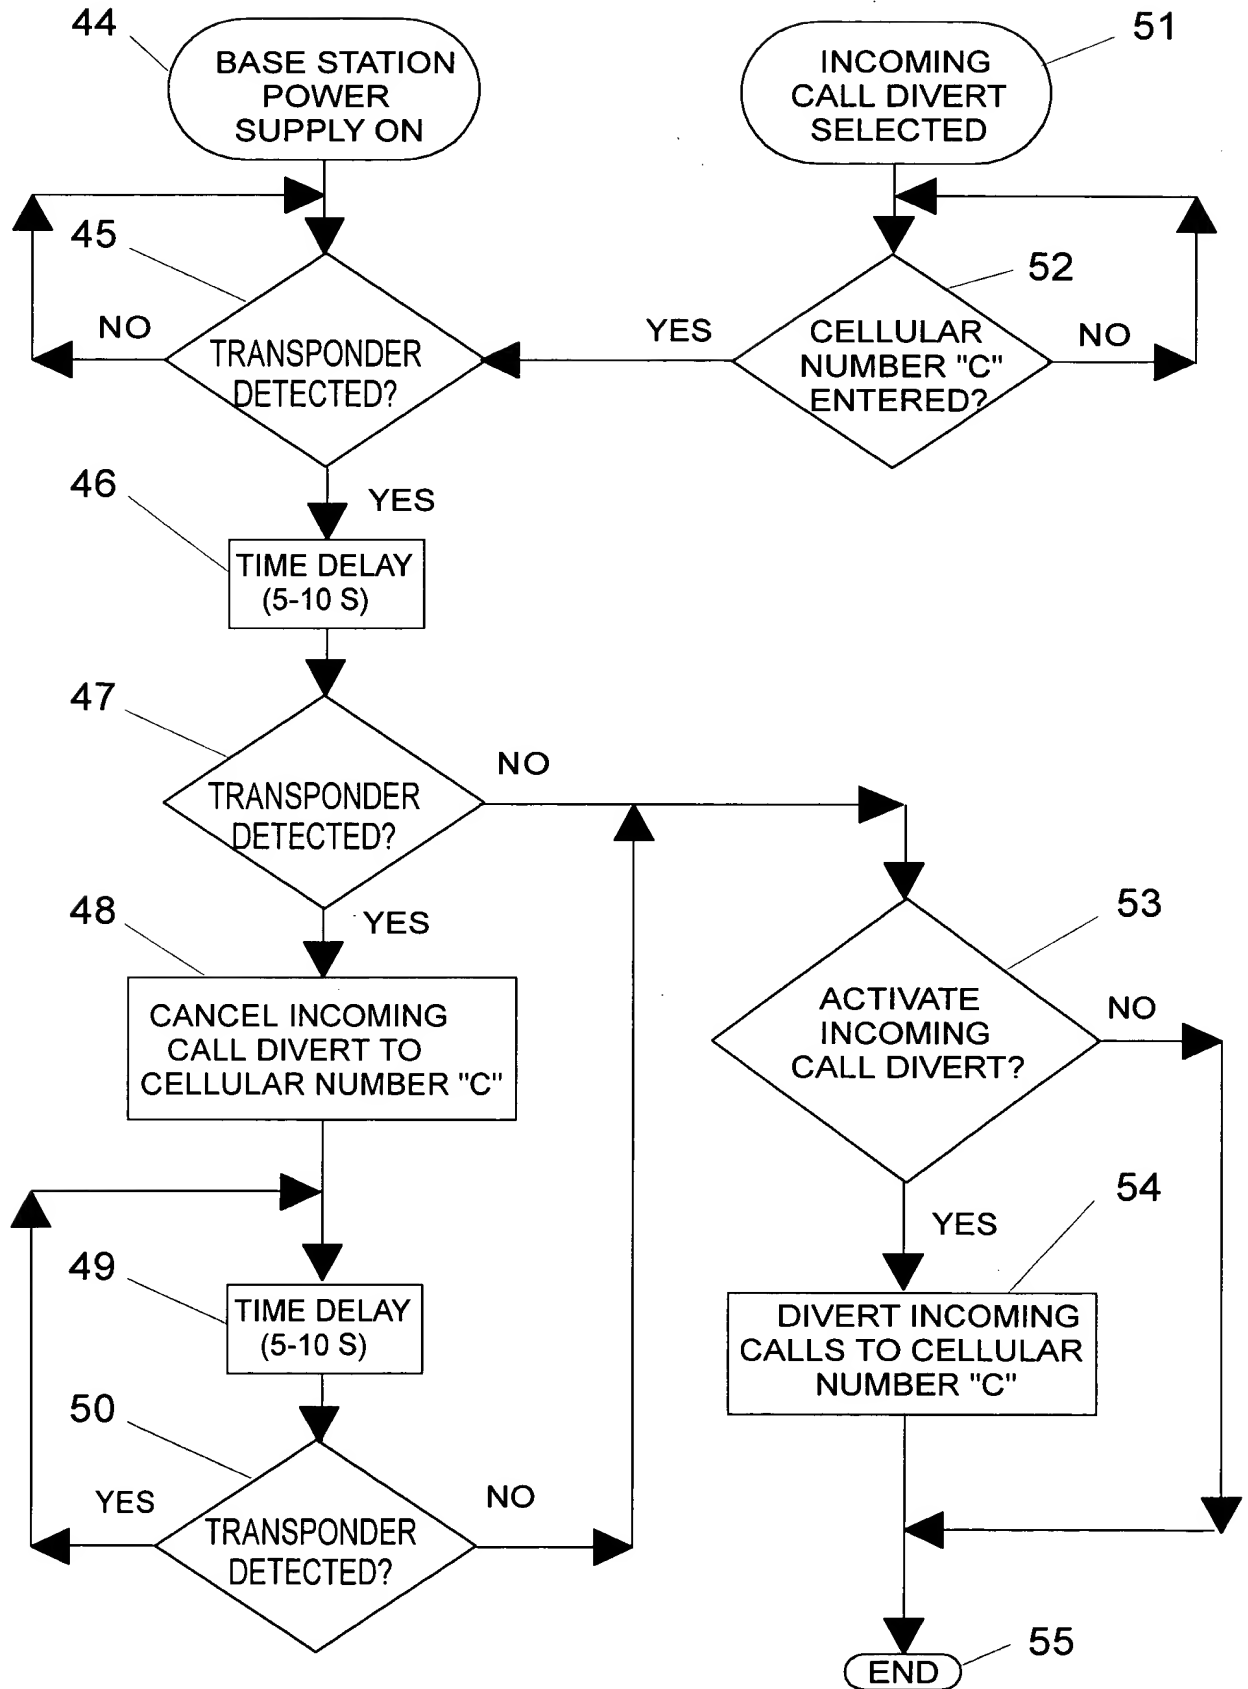 44
BASE STATION
POWER
SUPPLY ON
51
INCOMING
CALL DIVERT
SELECTED
45
NO
TRANSPONDER
DETECTED?
YES
52
CELLULAR
NUMBER "C"
ENTERED?
NO
46
YES
TIME DELAY
(5-10 S)
47
NO
TRANSPONDER
DETECTED?
48
YES
CANCEL INCOMING
CALL DIVERT TO
CELLULAR NUMBER "C"
53
ACTIVATE
INCOMING
CALL DIVERT?
NO
49
TIME DELAY
(5-10 S)
54
YES
DIVERT INCOMING
CALLS TO CELLULAR
NUMBER "C"
50
YES
NO
TRANSPONDER
DETECTED?
55
END